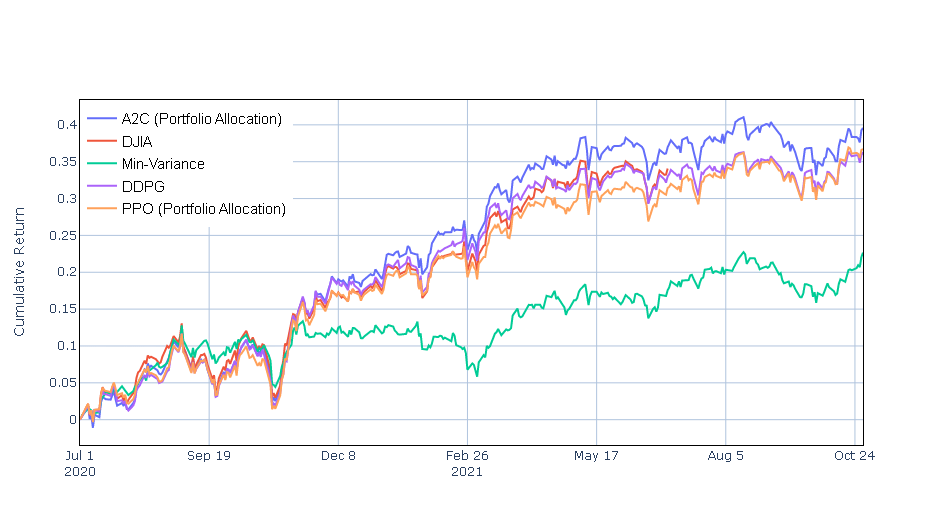 A2C (Portfolio Allocation)
DJIA
Min-Variance
DDPG
PPO (Portfolio Allocation)
Cumulative Return
0.4
0.35
0.3
0.25
0.2
0.15
0.1
0.05
0
Jul 1 Sep 19 Dec 8 Feb 26 May 17 Aug 5 Oct 24
2020 2021